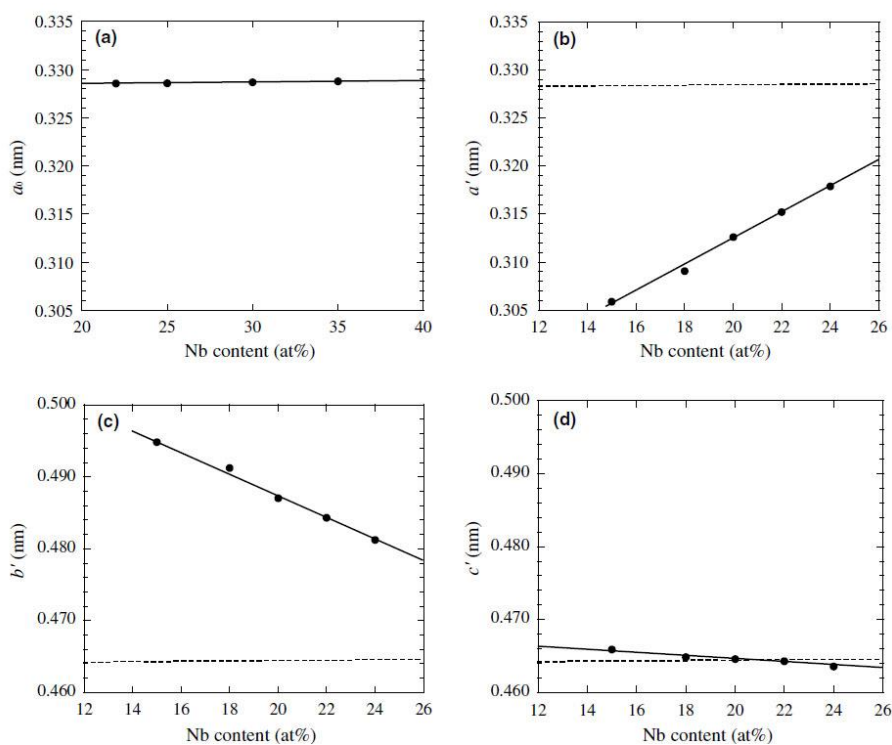 (a)
0.335
0.330
0.325
0.320
0.315
0.310
0.305
a₀ (nm)
20 25 30 35 40
Nb content (at%)
(b)
0.335
0.330
0.325
0.320
0.315
0.310
0.305
a' (nm)
12 14 16 18 20 22 24 26
Nb content (at%)
(c)
0.500
0.490
0.480
0.470
0.460
b' (nm)
12 14 16 18 20 22 24 26
Nb content (at%)
(d)
0.500
0.490
0.480
0.470
0.460
c' (nm)
12 14 16 18 20 22 24 26
Nb content (at%)